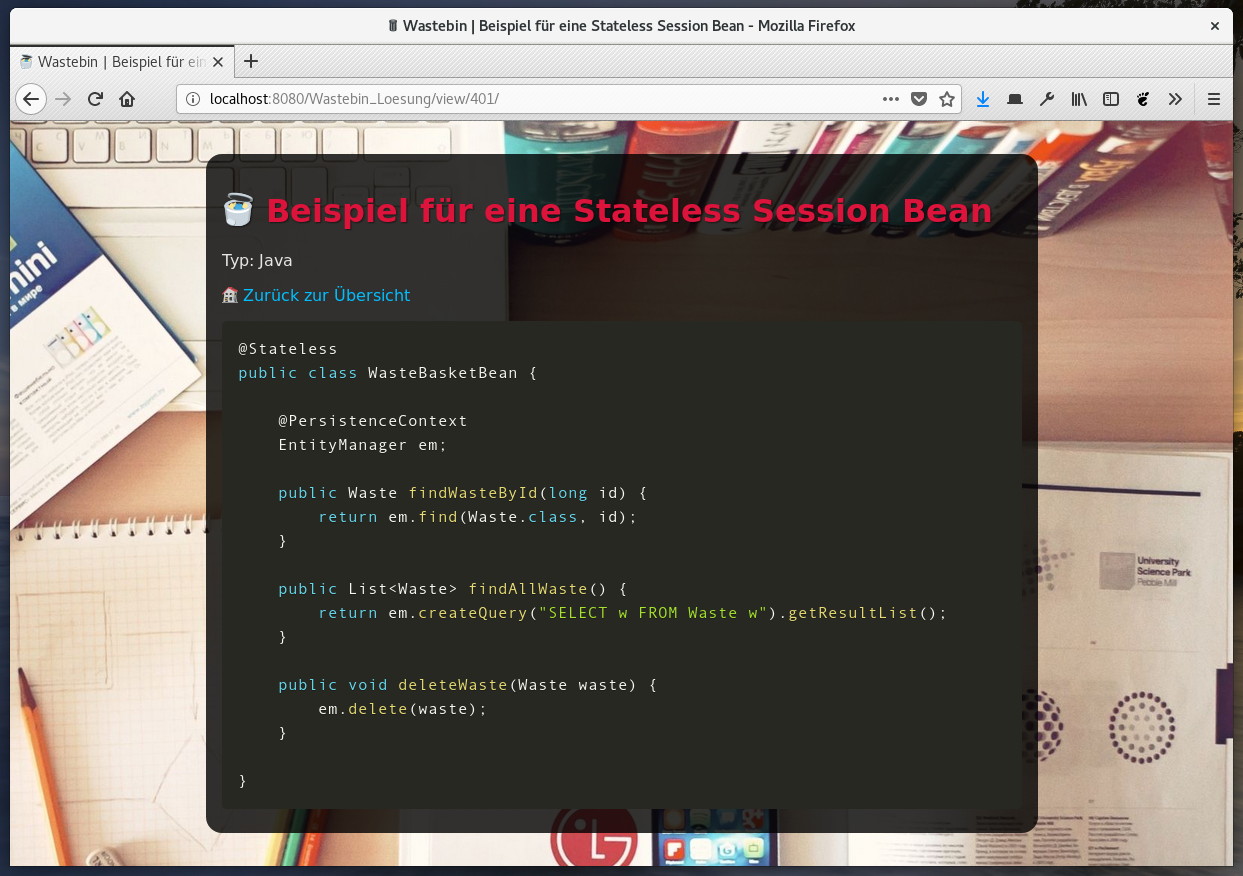 Wastebin | Beispiel für eine Stateless Session Bean - Mozilla Firefox
Wastebin | Beispiel für ein
localhost:8080/Wastebin_Loesung/view/401/
Beispiel für eine Stateless Session Bean
Typ: Java
Zurück zur Übersicht
@Stateless
public class WasteBasketBean {
    @PersistenceContext
    EntityManager em;
    public Waste findWasteById(long id) {
        return em.find(Waste.class, id);
    }
    public List<Waste> findAllWaste() {
        return em.createQuery("SELECT w FROM Waste w").getResultList();
    }
    public void deleteWaste(Waste waste) {
        em.delete(waste);
    }
}
mini
в мире
University
Science Park
Pebble Mill
LG